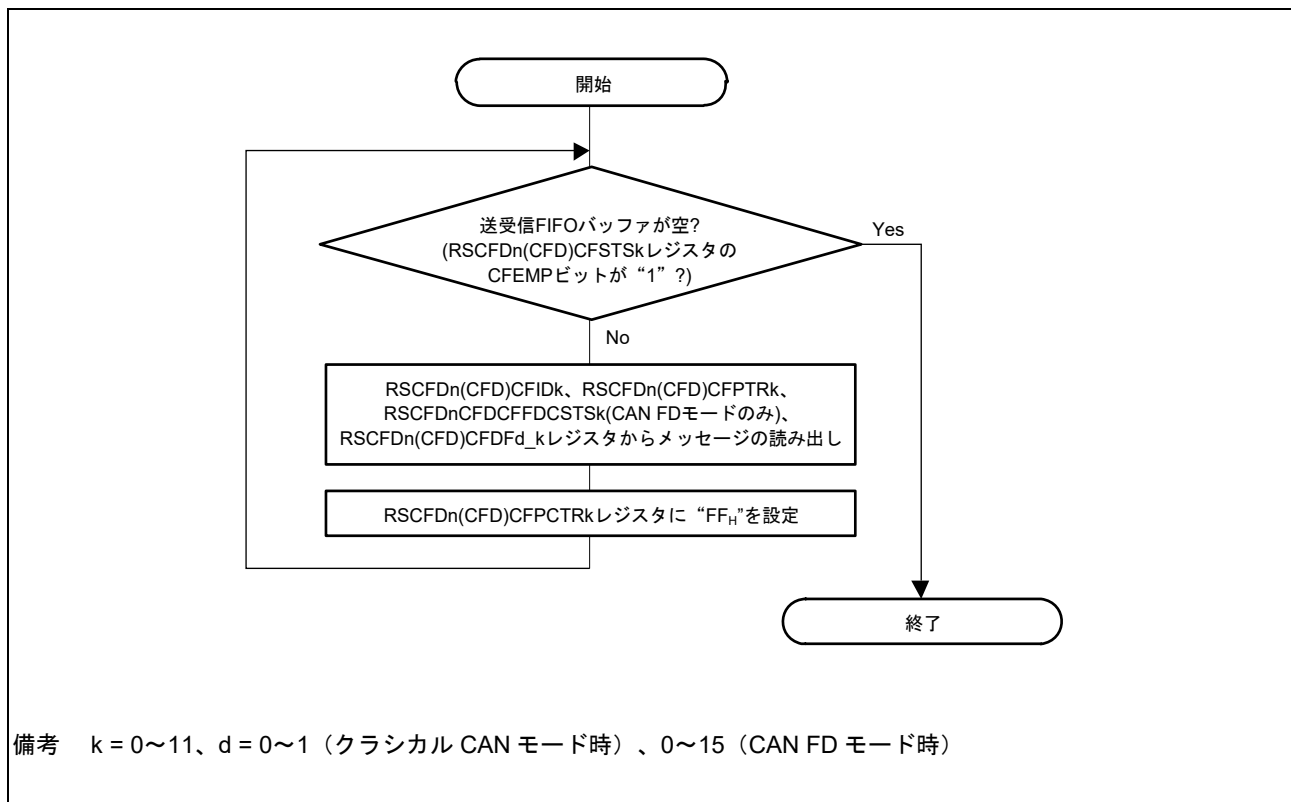 開始
送受信FIFOバッファが空?
(RSCFDn(CFD)CFSTSkレジスタの
CFEMPビットが“1”?)
Yes
No
RSCFDn(CFD)CFIDk、RSCFDn(CFD)CFPTRk、
RSCFDnCFDCFFDCSTSk(CAN FDモードのみ)、
RSCFDn(CFD)CFDFd_kレジスタからメッセージの読み出し
RSCFDn(CFD)CFPCTRkレジスタに“FFH”を設定
終了
備考 k = 0～11、d = 0～1（クラシカル CAN モード時）、0～15（CAN FD モード時）